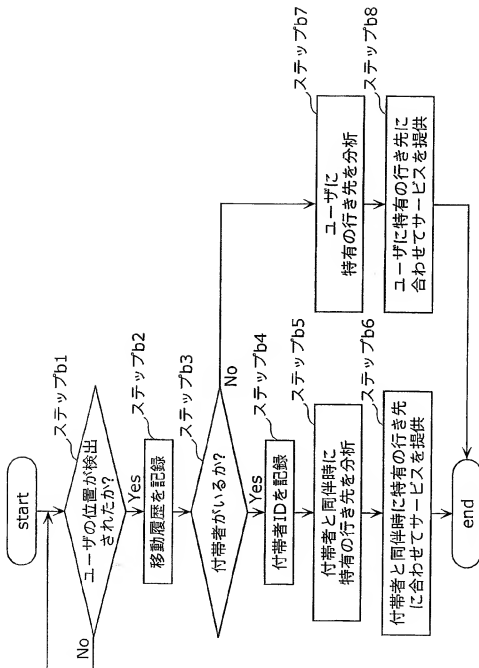 start
ステップb1
ユーザの位置が検出
されたか?
No
Yes
ステップb2
移動履歴を記録
ステップb3
付帯者がいるか?
No
Yes
ステップb4
付帯者IDを記録
ステップb5
付帯者と同伴時に
特有の行き先を分析
ステップb6
付帯者と同伴時に特有の行き先
に合わせてサービスを提供
ステップb7
ユーザに
特有の行き先を分析
ステップb8
ユーザに特有の行き先に
合わせてサービスを提供
end